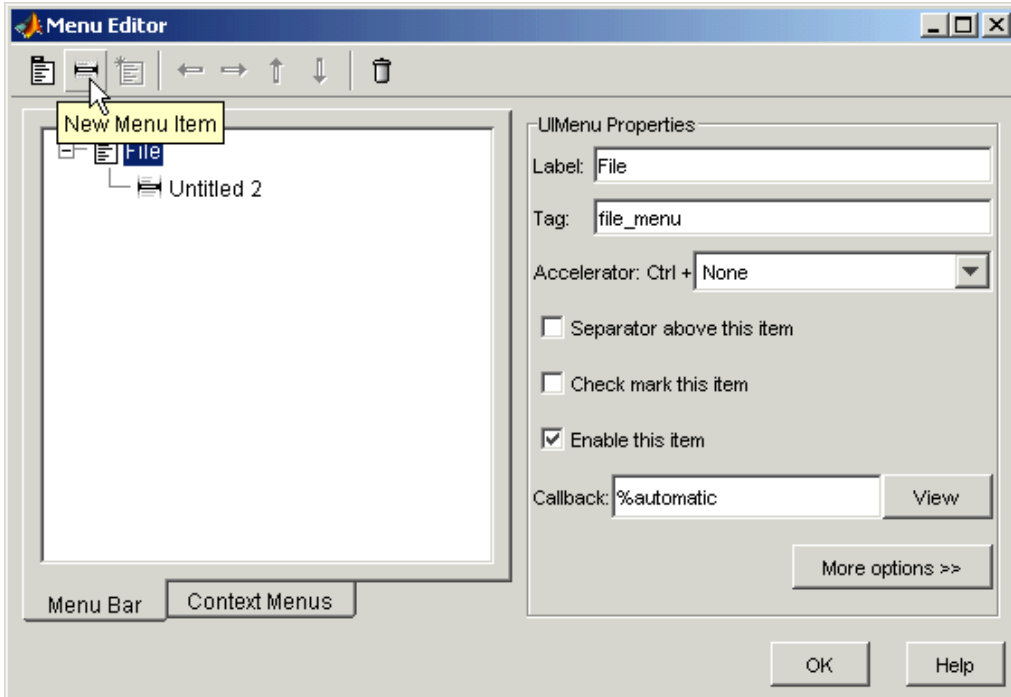 Menu Editor
New Menu Item
File
Untitled 2
Menu Bar
Context Menus
UIMenu Properties
Label: File
Tag: file_menu
Accelerator: Ctrl + None
Separator above this item
Check mark this item
Enable this item
Callback: %automatic View
More options >>
OK Help